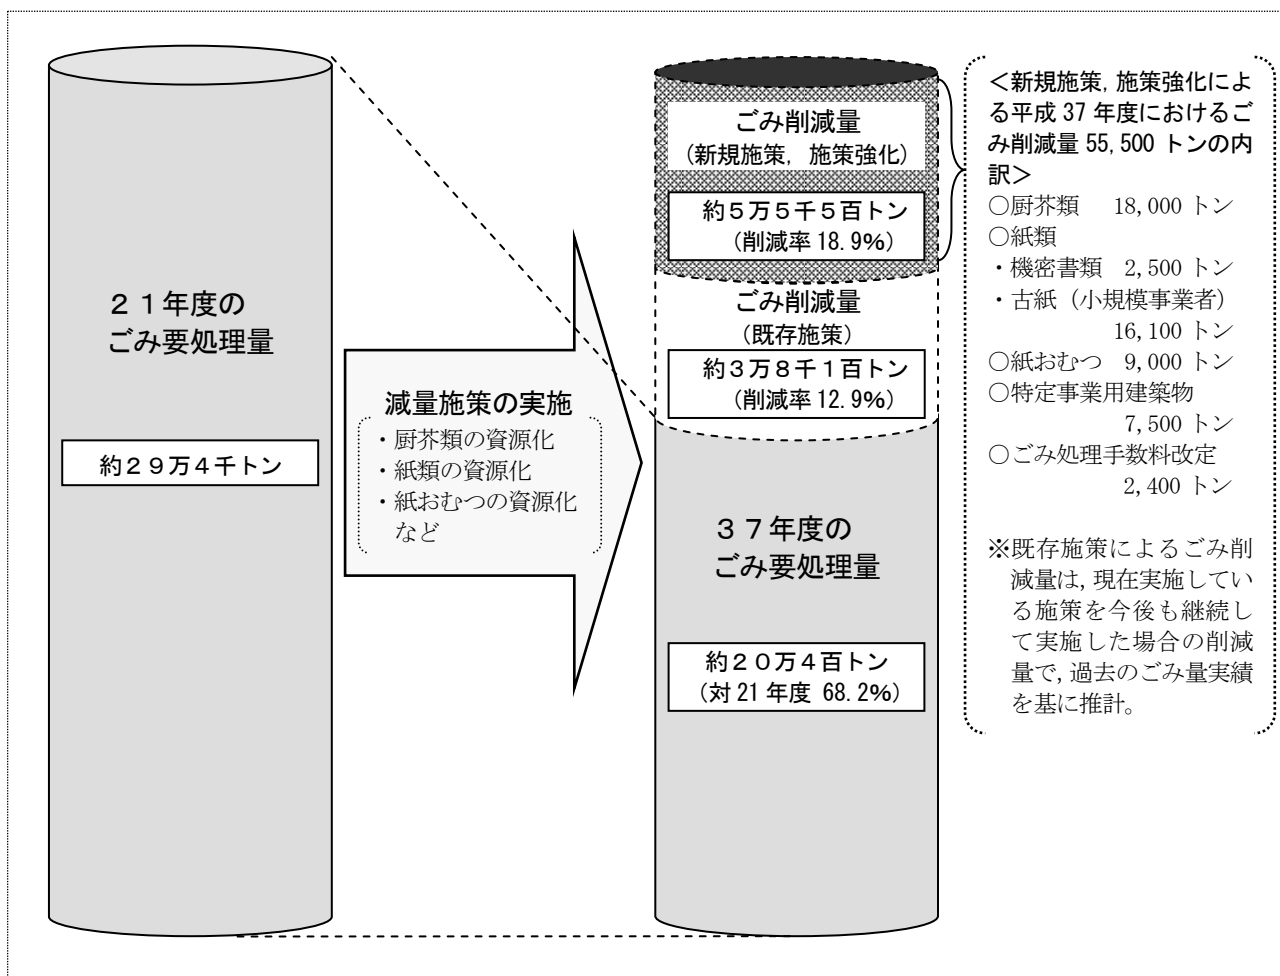 ２１年度の
ごみ要処理量
約２９万４千トン
減量施策の実施
・厨芥類の資源化
・紙類の資源化
・紙おむつの資源化
など
ごみ削減量
（新規施策，施策強化）
約５万５千５百トン
（削減率 18.9%）
ごみ削減量
（既存施策）
約３万８千１百トン
（削減率 12.9%）
３７年度の
ごみ要処理量
約２０万４百トン
（対 21 年度 68.2%）
＜新規施策，施策強化によ
る平成 37 年度におけるご
み削減量 55,500 トンの内
訳＞
○厨芥類　18,000 トン
○紙類
・機密書類　2,500 トン
・古紙（小規模事業者）
16,100 トン
○紙おむつ　9,000 トン
○特定事業用建築物
7,500 トン
○ごみ処理手数料改定
2,400 トン
※既存施策によるごみ削
減量は，現在実施してい
る施策を今後も継続し
て実施した場合の削減
量で，過去のごみ量実績
を基に推計。